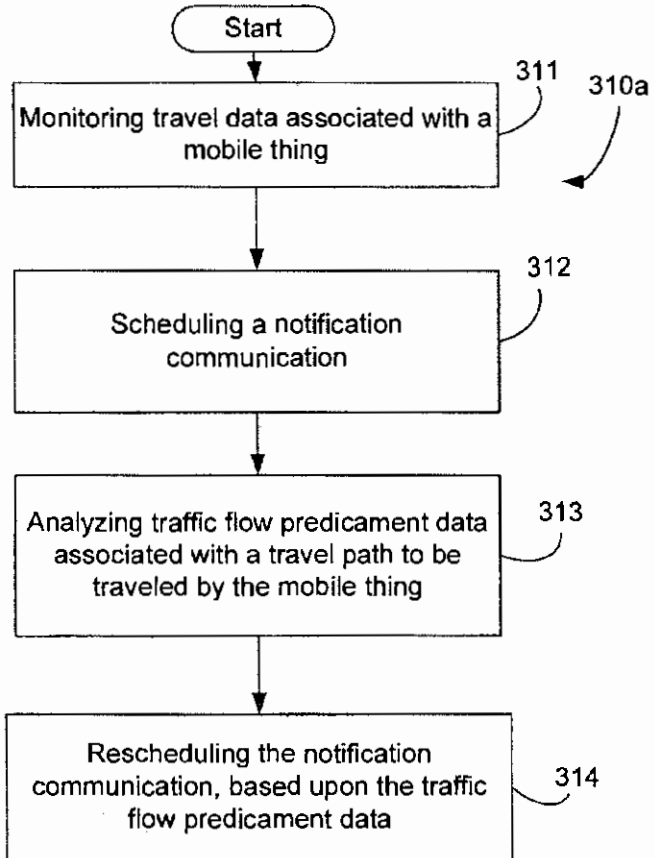 Start
311
310a
Monitoring travel data associated with a
mobile thing
312
Scheduling a notification
communication
313
Analyzing traffic flow predicament data
associated with a travel path to be
traveled by the mobile thing
Rescheduling the notification
communication, based upon the traffic
flow predicament data
314